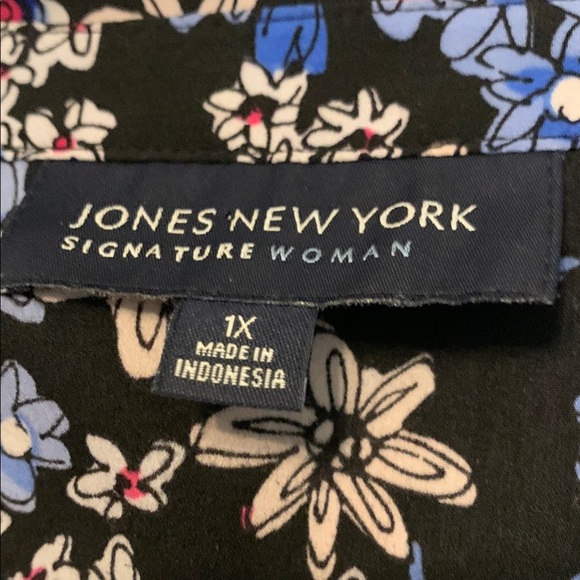 JONES NEW YORK
SIGNATURE WOMAN
1X
MADE IN
INDONESIA